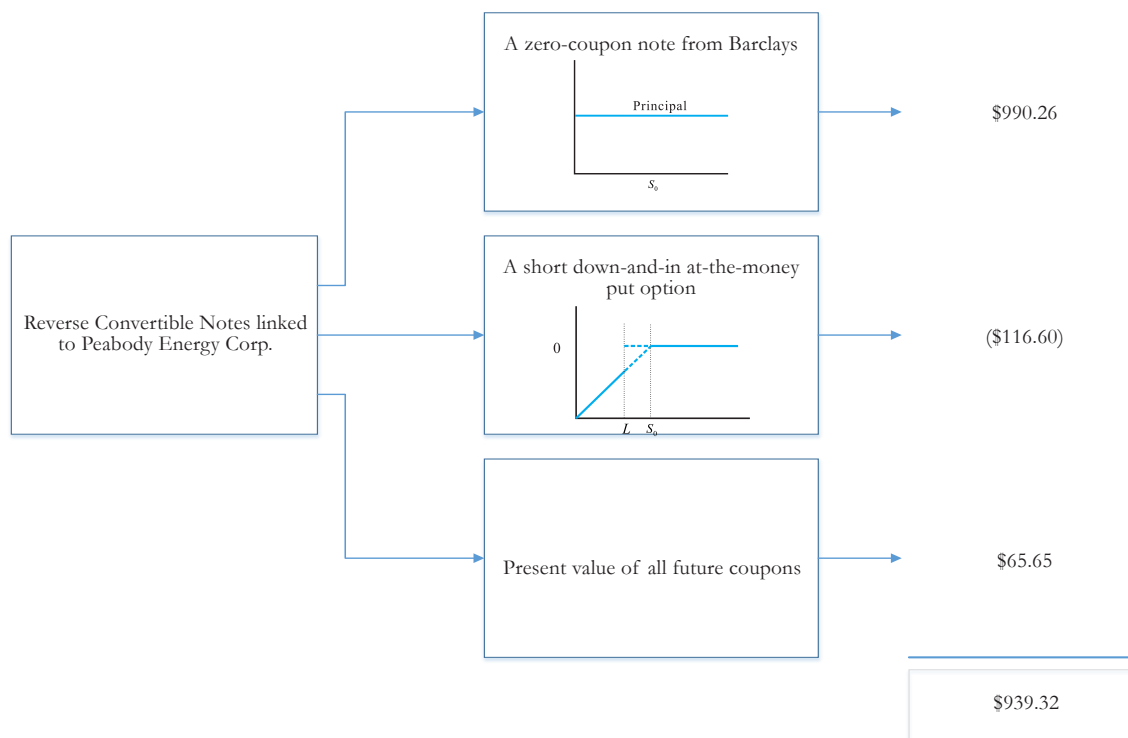 A zero-coupon note from Barclays
Principal
S₀
$990.26
Reverse Convertible Notes linked
to Peabody Energy Corp.
A short down-and-in at-the-money
put option
0
L S₀
($116.60)
Present value of all future coupons
$65.65
$939.32